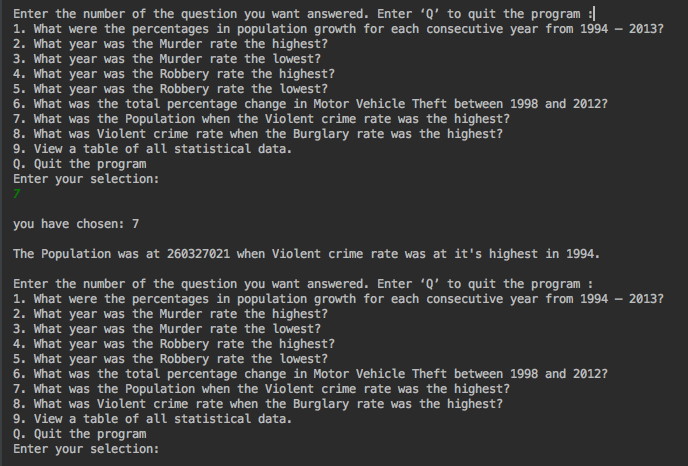 Enter the number of the question you want answered. Enter ‘Q’ to quit the program :
1. What were the percentages in population growth for each consecutive year from 1994 – 2013?
2. What year was the Murder rate the highest?
3. What year was the Murder rate the lowest?
4. What year was the Robbery rate the highest?
5. What year was the Robbery rate the lowest?
6. What was the total percentage change in Motor Vehicle Theft between 1998 and 2012?
7. What was the Population when the Violent crime rate was the highest?
8. What was Violent crime rate when the Burglary rate was the highest?
9. View a table of all statistical data.
Q. Quit the program
Enter your selection:
7
you have chosen: 7
The Population was at 260327021 when Violent crime rate was at it's highest in 1994.
Enter the number of the question you want answered. Enter ‘Q’ to quit the program :
1. What were the percentages in population growth for each consecutive year from 1994 – 2013?
2. What year was the Murder rate the highest?
3. What year was the Murder rate the lowest?
4. What year was the Robbery rate the highest?
5. What year was the Robbery rate the lowest?
6. What was the total percentage change in Motor Vehicle Theft between 1998 and 2012?
7. What was the Population when the Violent crime rate was the highest?
8. What was Violent crime rate when the Burglary rate was the highest?
9. View a table of all statistical data.
Q. Quit the program
Enter your selection: